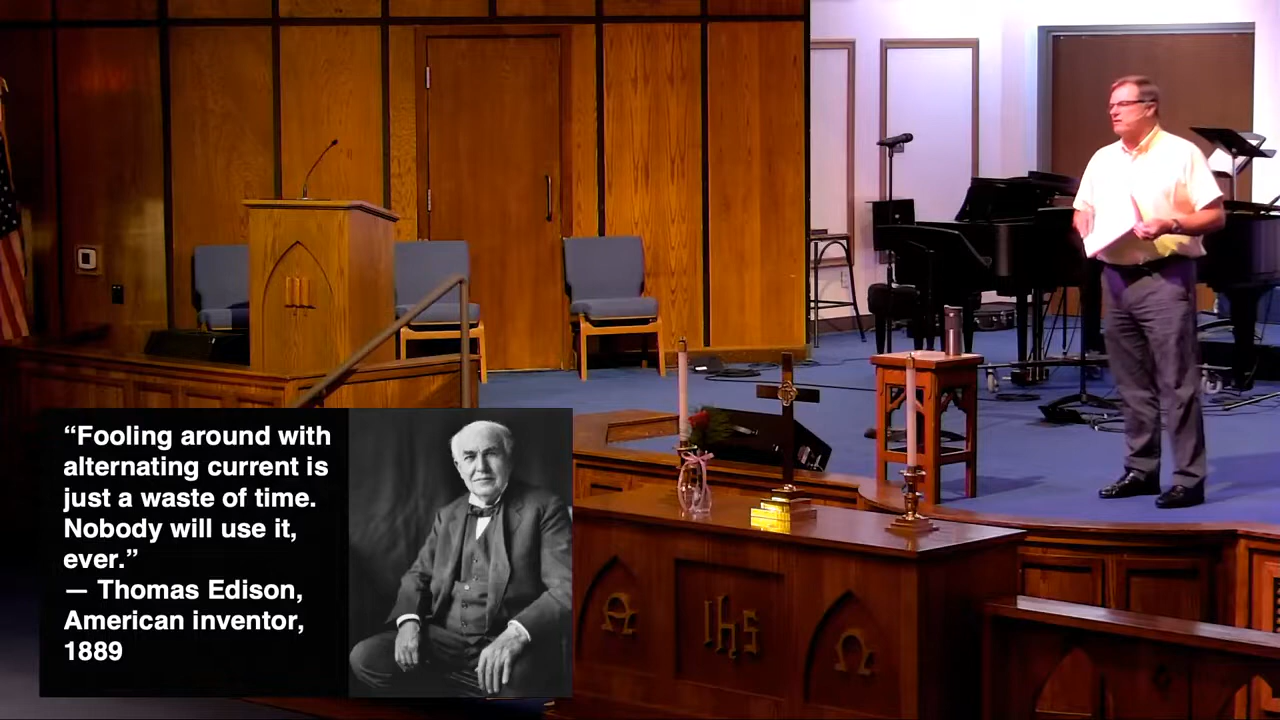 “Fooling around with
alternating current is
just a waste of time.
Nobody will use it,
ever.”
— Thomas Edison,
American inventor,
1889
Α IHS Ω